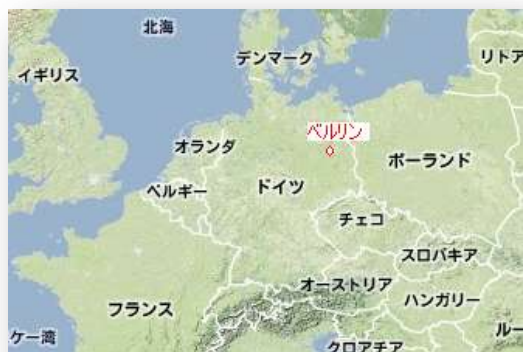 北海
デンマーク
リトア
イギリス
ベルリン
オランダ
ポーランド
ベルギー
ドイツ
チェコ
スロバキア
オーストリア
フランス
ハンガリー
ケー湾
ルー
クロアチア